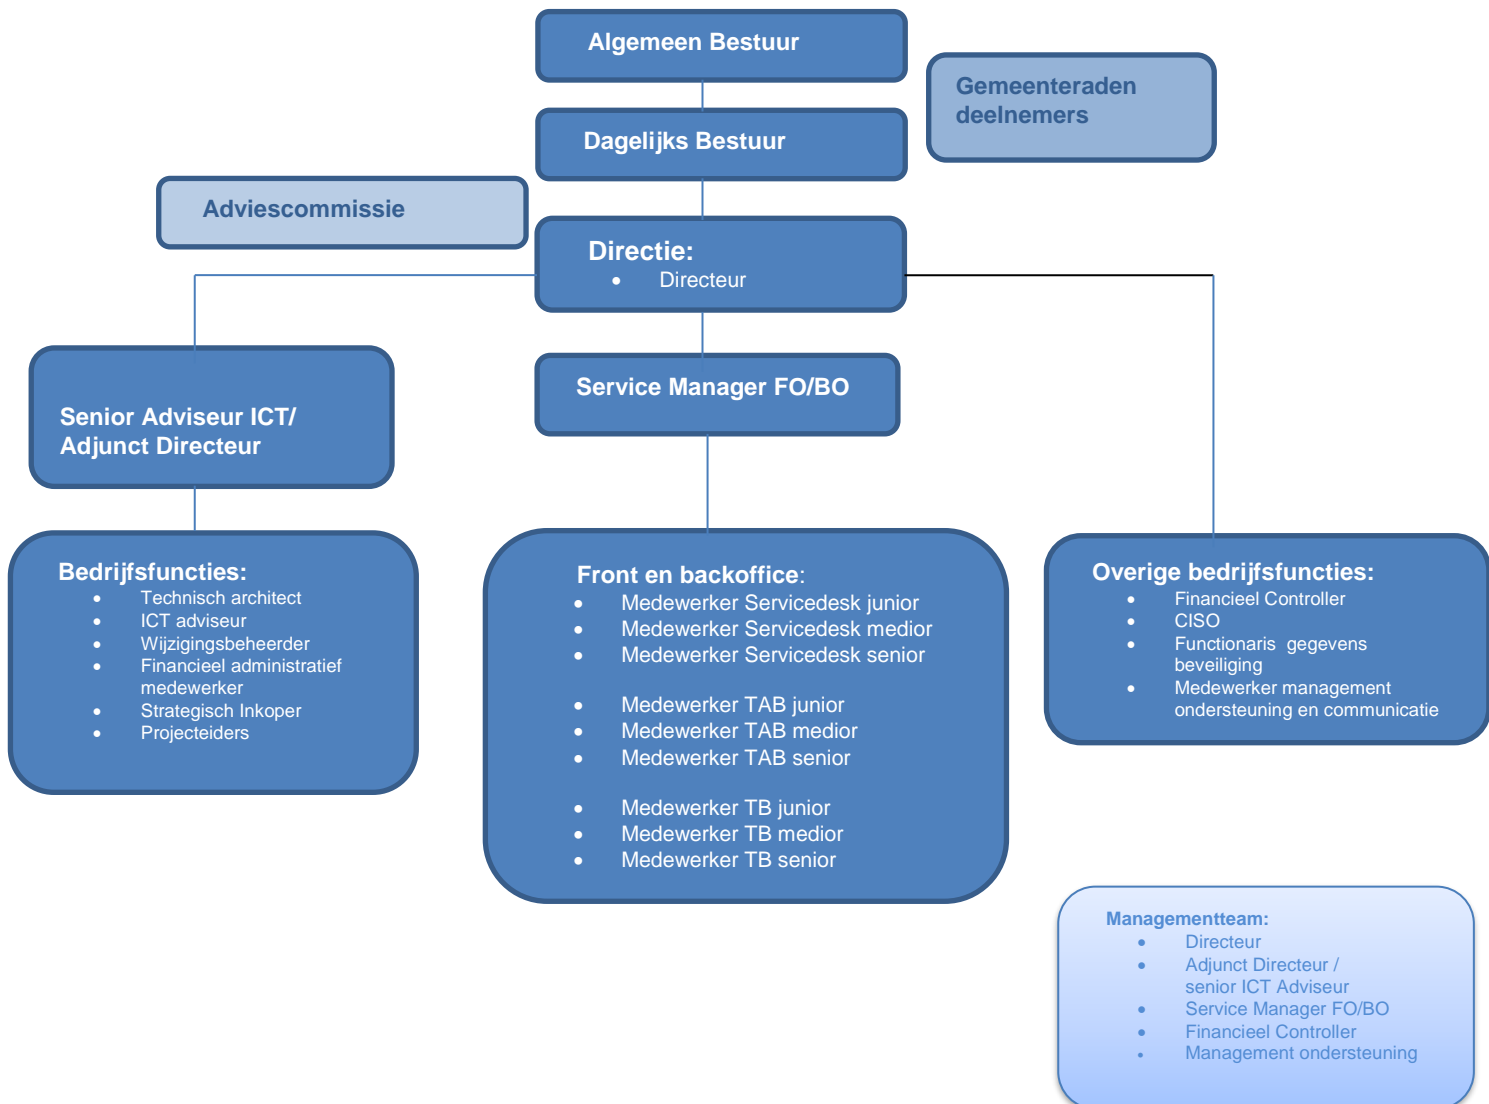 Algemeen Bestuur
Gemeenteraden
deelnemers
Dagelijks Bestuur
Adviescommissie
Directie:
• Directeur
Senior Adviseur ICT/
Adjunct Directeur
Service Manager FO/BO
Bedrijfsfuncties:
• Technisch architect
• ICT adviseur
• Wijzigingsbeheerder
• Financieel administratief
medewerker
• Strategisch Inkoper
• Projecteiders
Front en backoffice:
• Medewerker Servicedesk junior
• Medewerker Servicedesk medior
• Medewerker Servicedesk senior
• Medewerker TAB junior
• Medewerker TAB medior
• Medewerker TAB senior
• Medewerker TB junior
• Medewerker TB medior
• Medewerker TB senior
Overige bedrijfsfuncties:
• Financieel Controller
• CISO
• Functionaris gegevens
beveiliging
• Medewerker management
ondersteuning en communicatie
Managementteam:
• Directeur
• Adjunct Directeur /
senior ICT Adviseur
• Service Manager FO/BO
• Financieel Controller
• Management ondersteuning